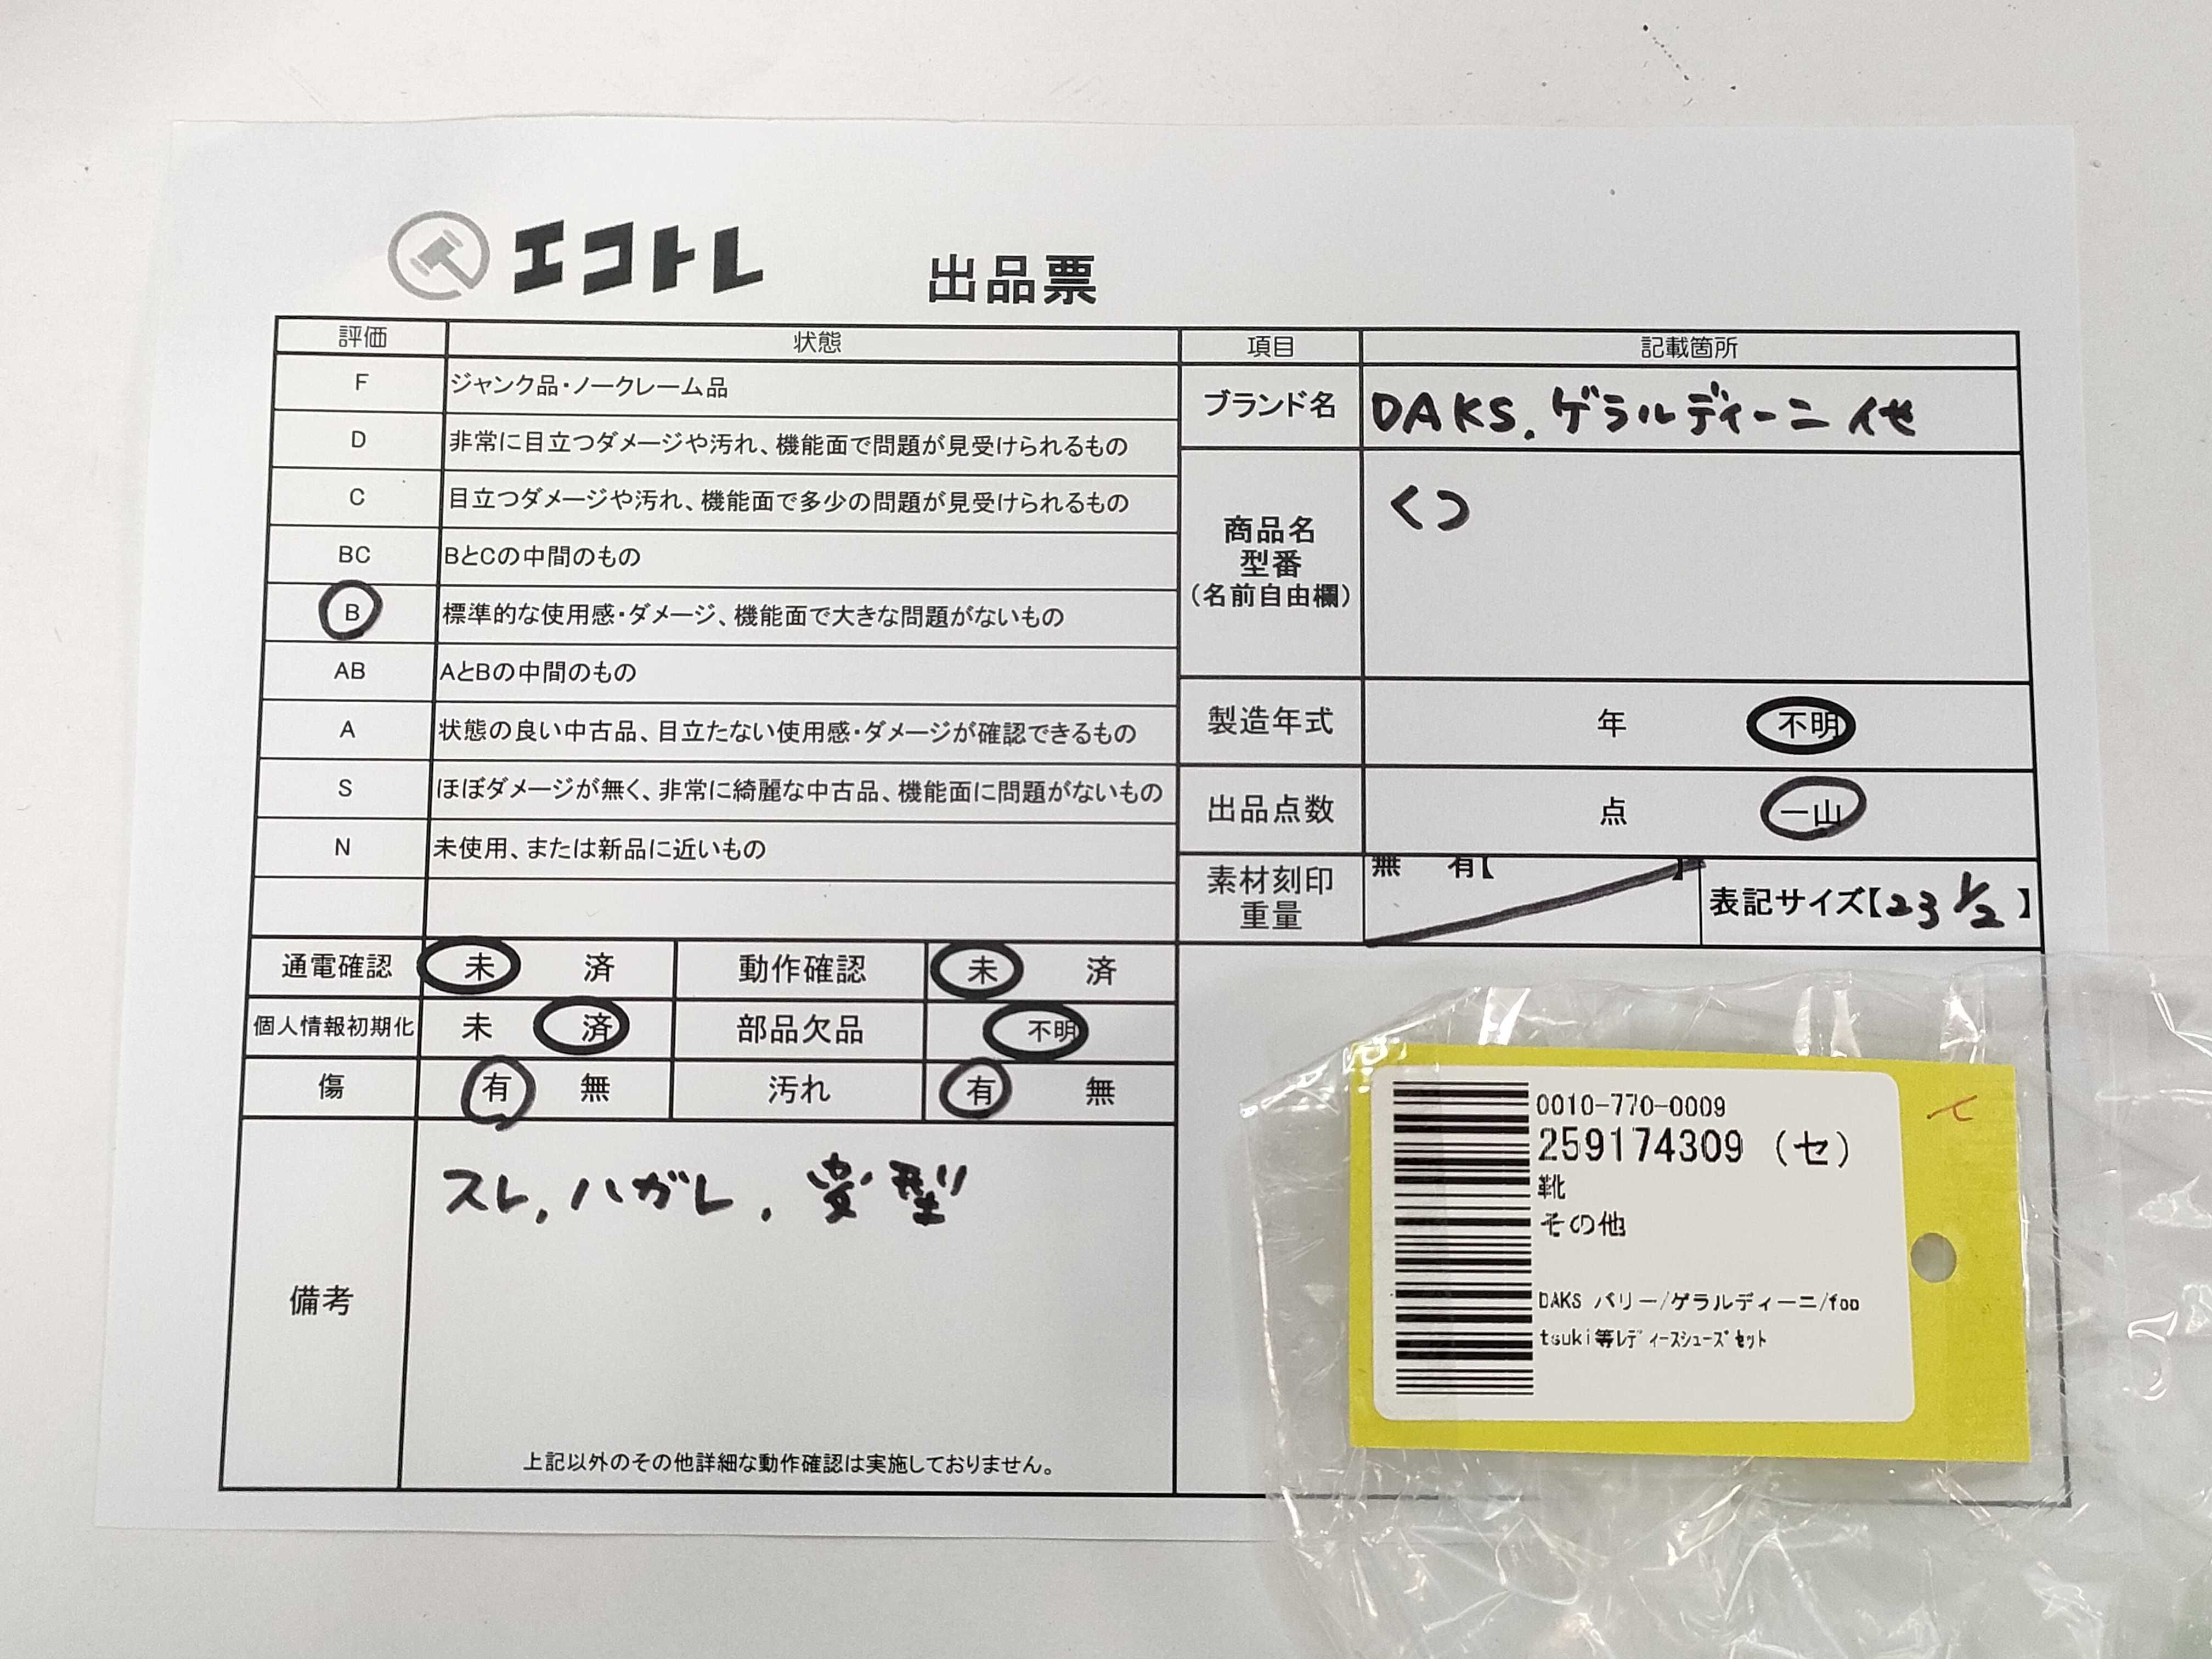 エコトレ 出品票
評価 状態
F ジャンク品・ノークレーム品
D 非常に目立つダメージや汚れ、機能面で問題が見受けられるもの
C 目立つダメージや汚れ、機能面で多少の問題が見受けられるもの
BC BとCの中間のもの
B 標準的な使用感・ダメージ、機能面で大きな問題がないもの
AB AとBの中間のもの
A 状態の良い中古品、目立たない使用感・ダメージが確認できるもの
S ほぼダメージが無く、非常に綺麗な中古品、機能面に問題がないもの
N 未使用、または新品に近いもの
項目 記載箇所
ブランド名 DAKS. ゲラルディーニ 他
商品名
型番
(名前自由欄)
くつ
製造年式 年 不明
出品点数 点 一山
素材刻印
重量
無 有【 】
表記サイズ【23 1/2】
通電確認 未 済 動作確認 未 済
個人情報初期化 未 済 部品欠品 不明
傷 有 無 汚れ 有 無
備考
スレ, ハガレ, 変型
上記以外のその他詳細な動作確認は実施しておりません。
0010-770-0009
259174309 (セ)
靴
その他
DAKS バリー/ゲラルディーニ/foo
tsuki等ﾚﾃﾞｨｰｽｼｭｰｽﾞｾｯﾄ